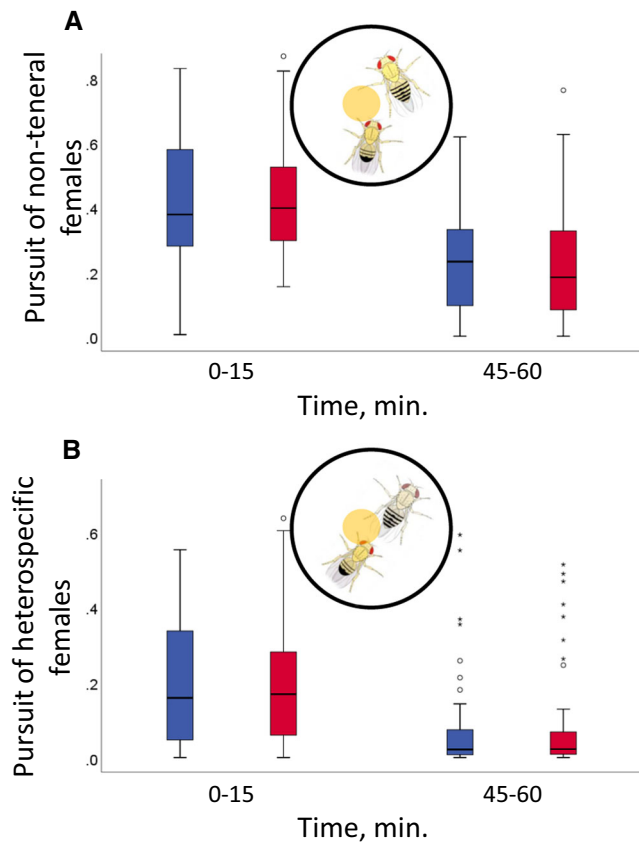 A
Pursuit of non-teneral
females
.8
.6
.4
.2
.0
0-15
45-60
Time, min.
B
Pursuit of heterospecific
females
.6
.4
.2
.0
0-15
45-60
Time, min.